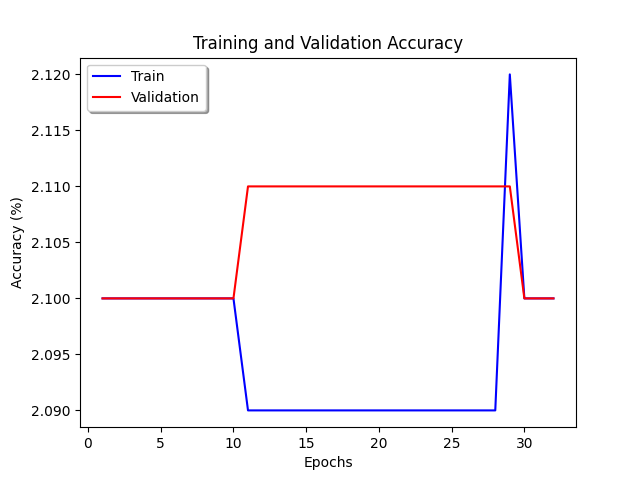 Training and Validation Accuracy
Train
Validation
2.120
2.115
2.110
2.105
2.100
2.095
2.090
Accuracy (%)
0 5 10 15 20 25 30
Epochs